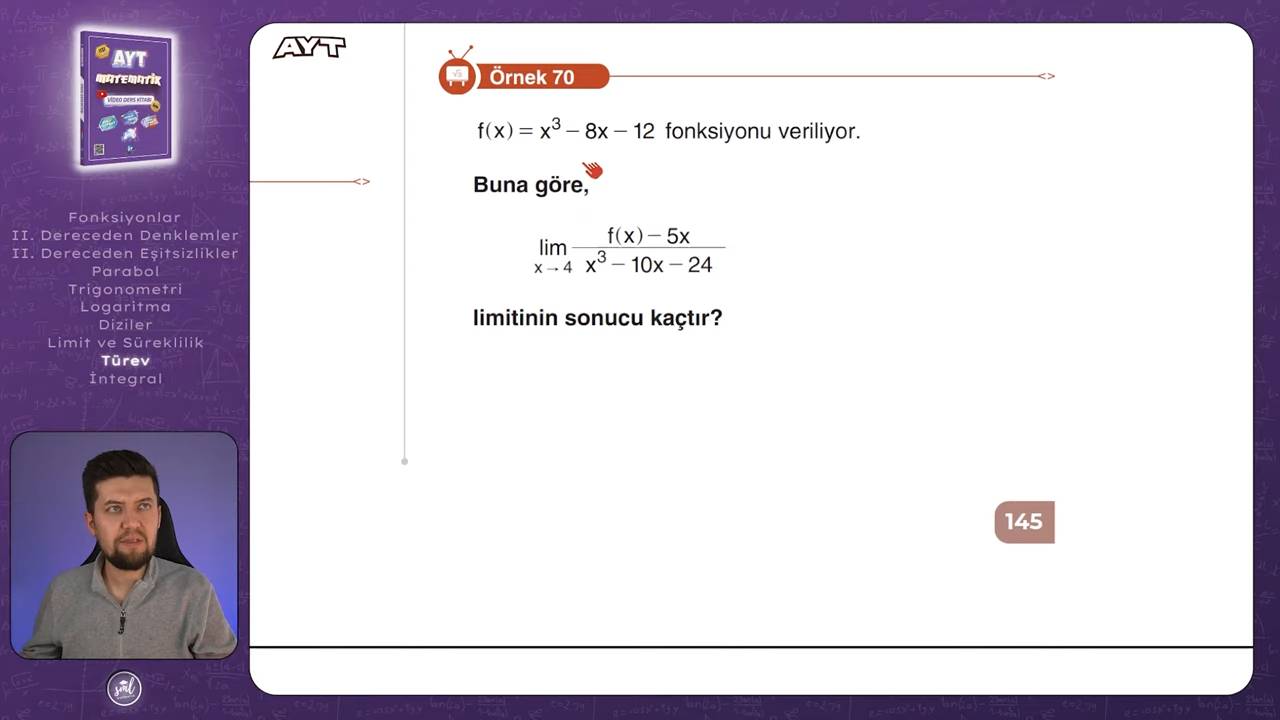 AYT
MATEMATİK
VİDEO DERS KİTABI
Fonksiyonlar
II. Dereceden Denklemler
II. Dereceden Eşitsizlikler
Parabol
Trigonometri
Logaritma
Diziler
Limit ve Süreklilik
Türev
İntegral
sml
AYT
Örnek 70
f(x) = x³ − 8x − 12 fonksiyonu veriliyor.
Buna göre,
lim x→4 (f(x) − 5x) / (x³ − 10x − 24)
limitinin sonucu kaçtır?
145